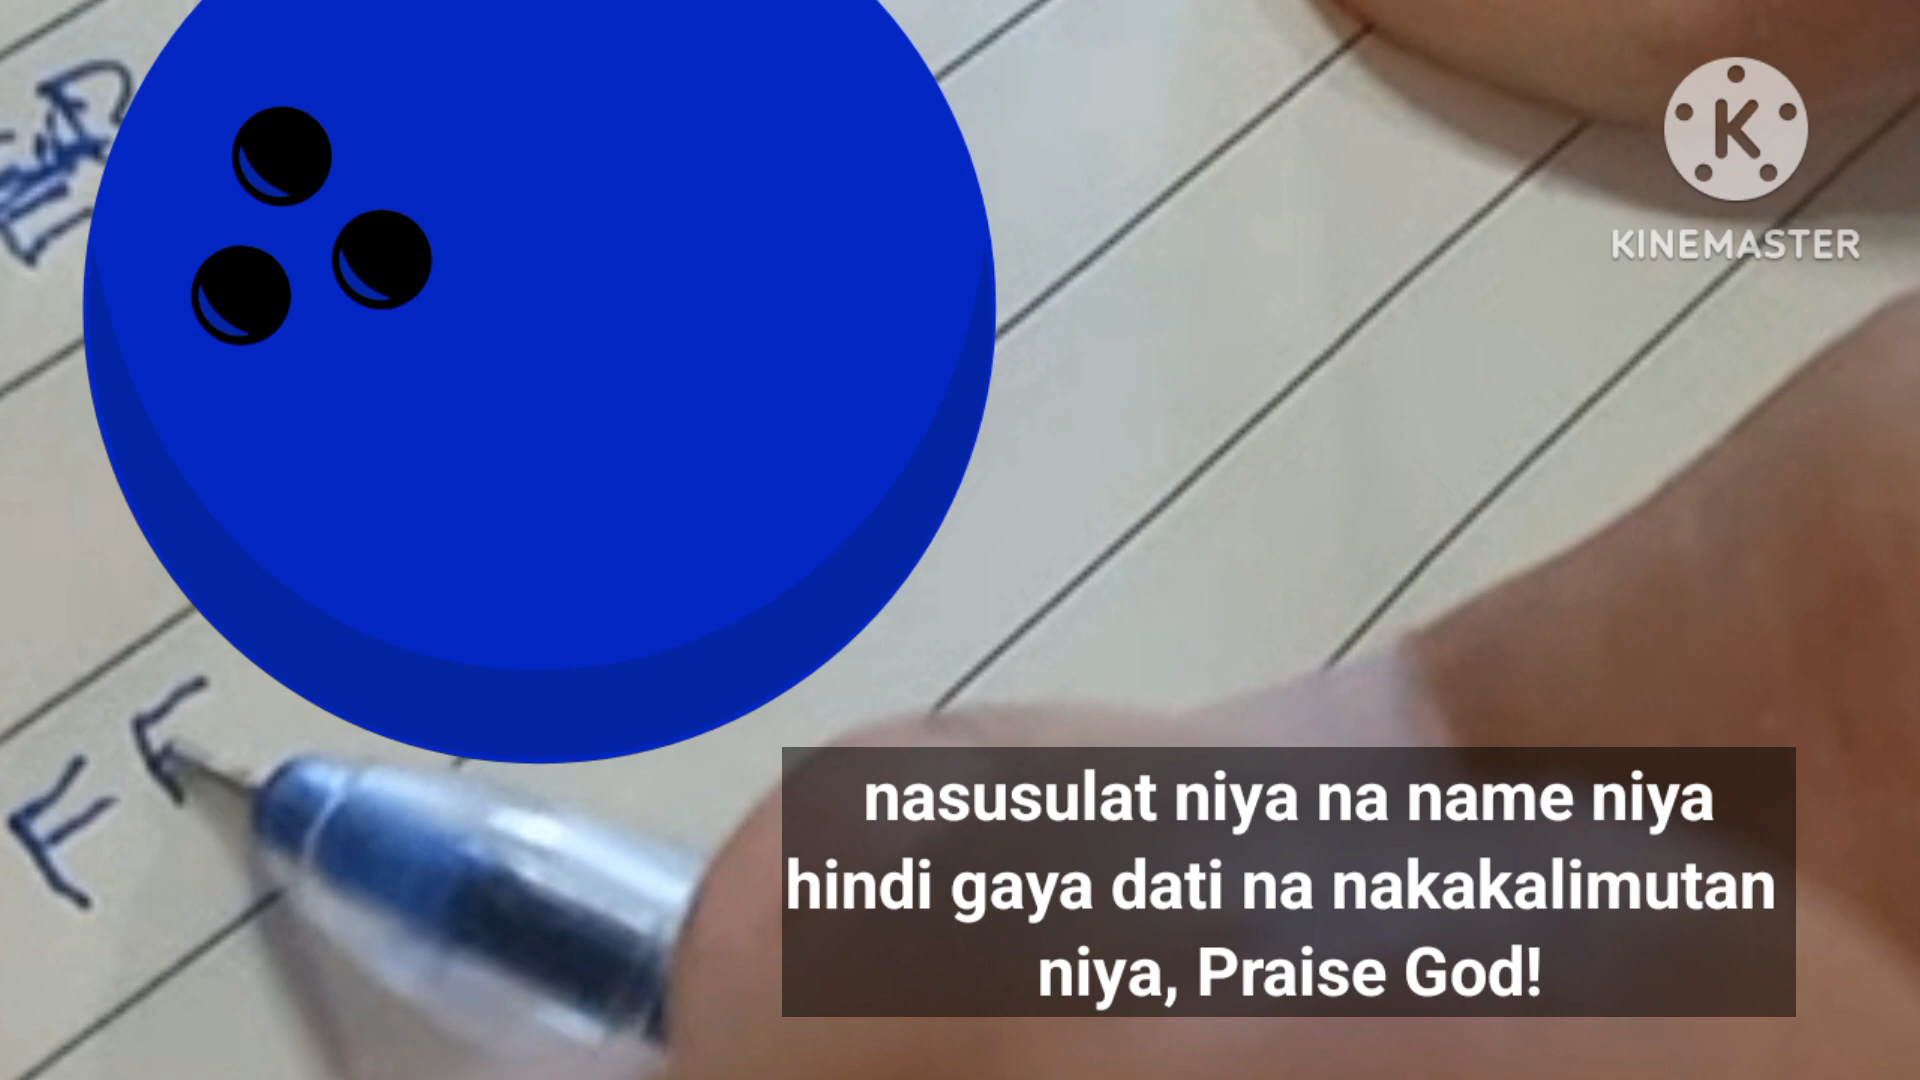 K
KINEMASTER
F F
nasusulat niya na name niya
hindi gaya dati na nakakalimutan
niya, Praise God!